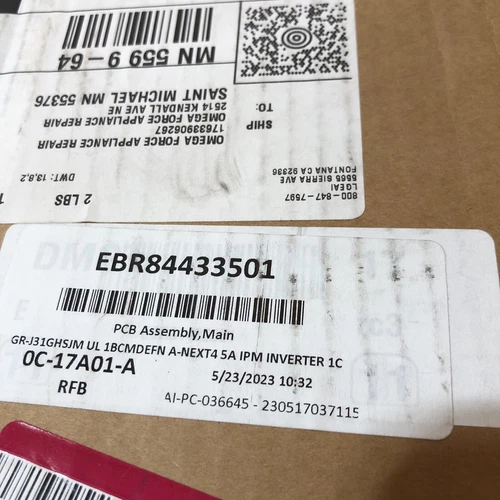 2 LBS
DWT: 13,8,2
800-847-7597
LGEAI
5565 SIERRA AVE
FONTANA CA 92336
SHIP
TO:
OMEGA FORCE APPLIANCE REPAIR
17633906267
OMEGA FORCE APPLIANCE REPAIR
2514 KENDALL AVE NE
SAINT MICHAEL MN 55376
MN 559 9-64
EBR84433501
PCB Assembly,Main
GR-J31GHSJM UL 1BCMDEFN A-NEXT4 5A IPM INVERTER 1C
0C-17A01-A
5/23/2023 10:32
RFB
AI-PC-036645 - 230517037115